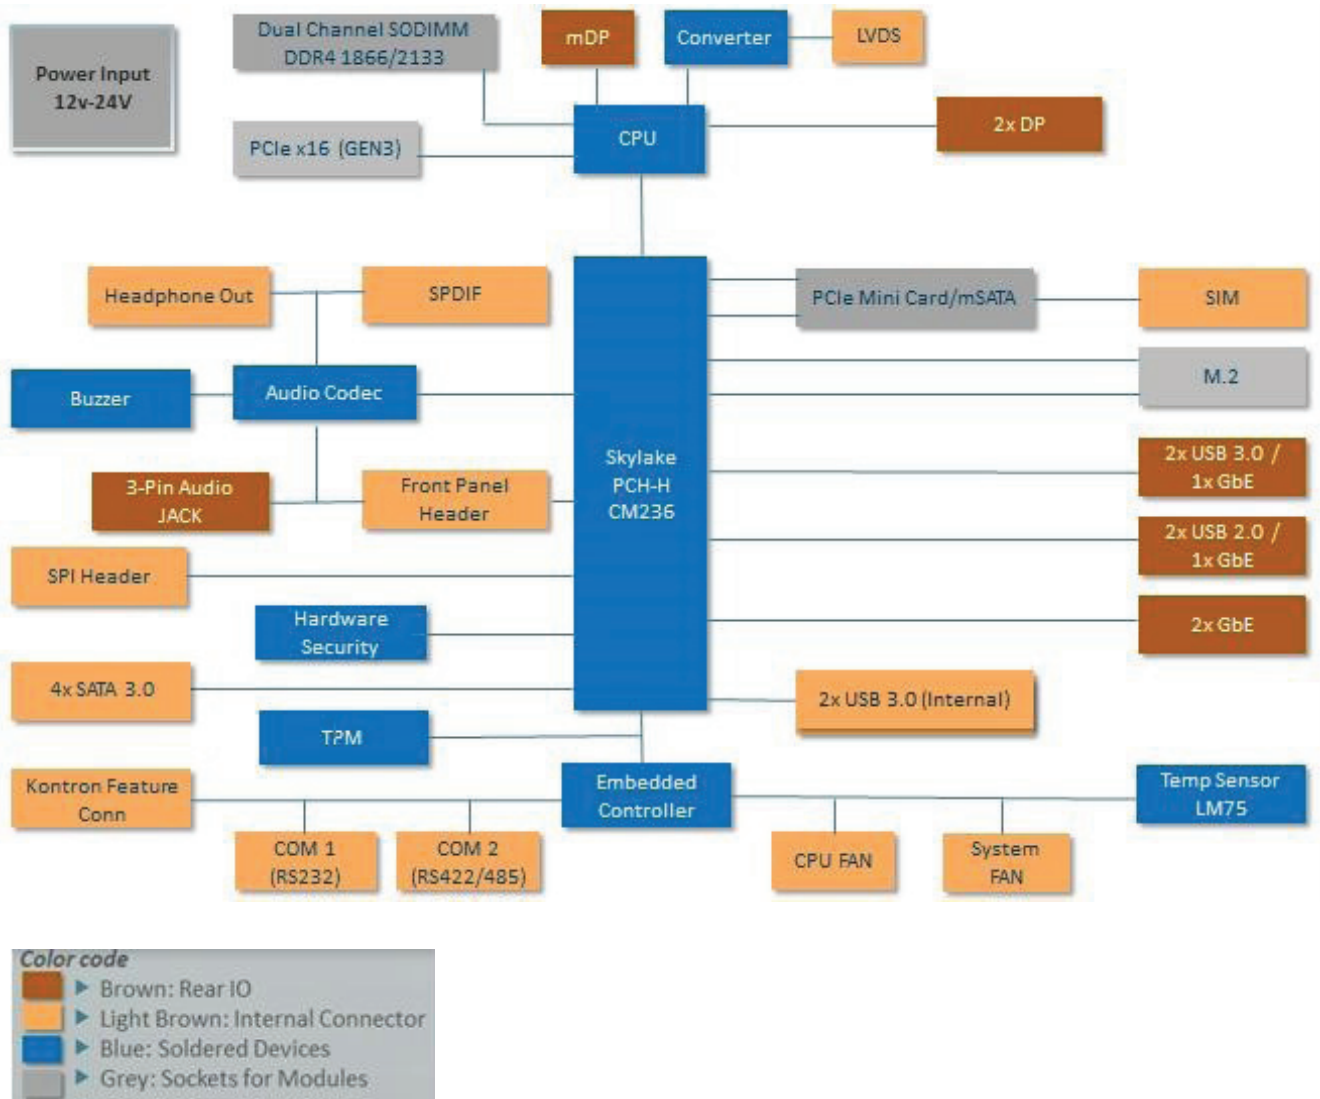 Power Input
12v-24V
Dual Channel SODIMM
DDR4 1866/2133
mDP
Converter
LVDS
2x DP
PCIe x16 (GEN3)
CPU
Headphone Out
SPDIF
PCIe Mini Card/mSATA
SIM
Buzzer
Audio Codec
M.2
Skylake
PCH-H
CM236
3-Pin Audio
JACK
Front Panel
Header
2x USB 3.0 /
1x GbE
2x USB 2.0 /
1x GbE
SPI Header
Hardware
Security
2x GbE
4x SATA 3.0
2x USB 3.0 (Internal)
TPM
Kontron Feature
Conn
Embedded
Controller
Temp Sensor
LM75
COM 1
(RS232)
COM 2
(RS422/485)
CPU FAN
System
FAN
Color code
Brown: Rear IO
Light Brown: Internal Connector
Blue: Soldered Devices
Grey: Sockets for Modules